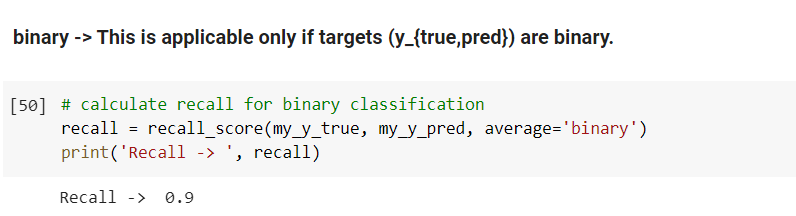 binary -> This is applicable only if targets (y_{true,pred}) are binary.
[50] # calculate recall for binary classification
recall = recall_score(my_y_true, my_y_pred, average='binary')
print('Recall -> ', recall)
Recall ->  0.9